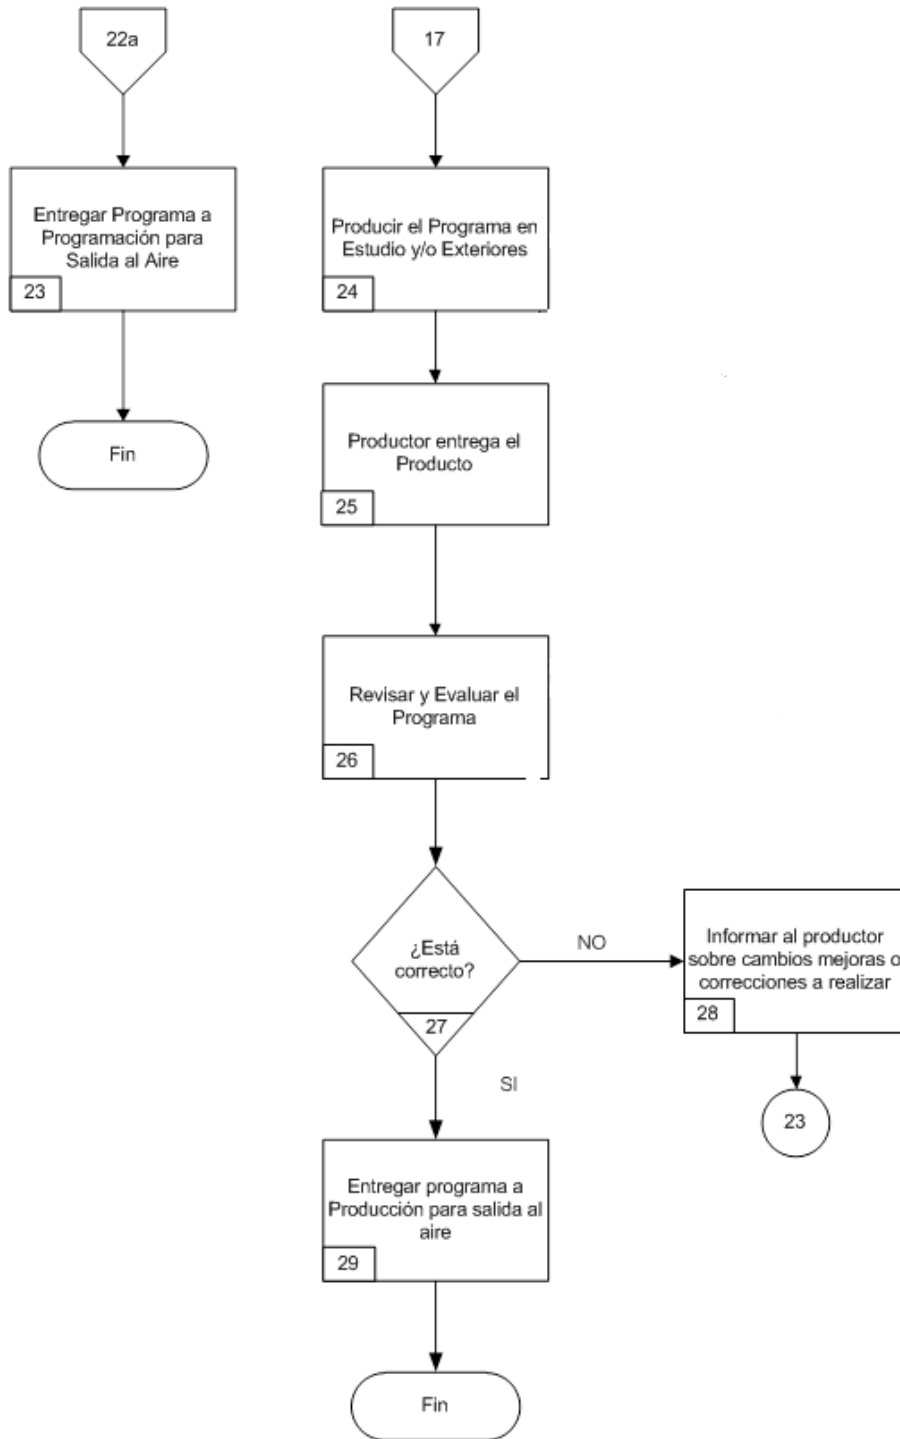 22a
17
Entregar Programa a
Programación para
Salida al Aire
23
Producir el Programa en
Estudio y/o Exteriores
24
Fin
Productor entrega el
Producto
25
Revisar y Evaluar el
Programa
26
¿Está
correcto?
27
NO
Informar al productor
sobre cambios mejoras o
correcciones a realizar
28
23
SI
Entregar programa a
Producción para salida al
aire
29
Fin